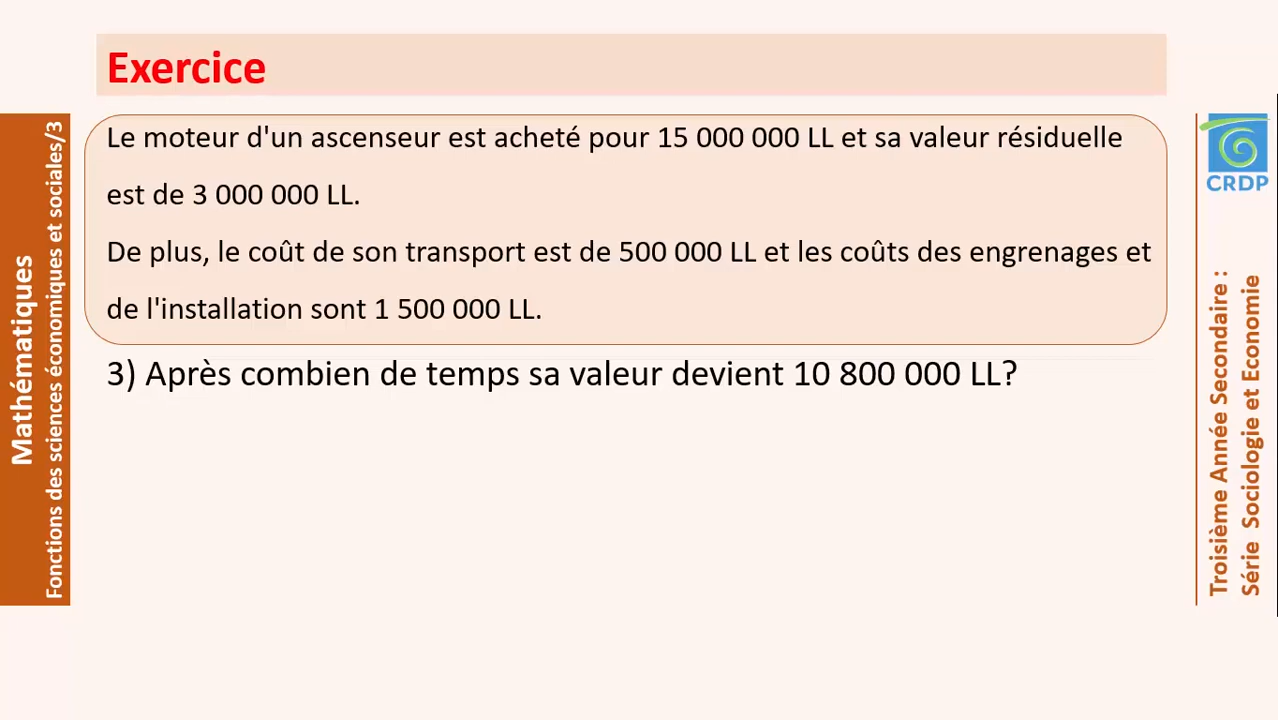 Exercice
Le moteur d'un ascenseur est acheté pour 15 000 000 LL et sa valeur résiduelle
est de 3 000 000 LL.
De plus, le coût de son transport est de 500 000 LL et les coûts des engrenages et
de l'installation sont 1 500 000 LL.
3) Après combien de temps sa valeur devient 10 800 000 LL?
Mathématiques
Fonctions des sciences économiques et sociales/3
CRDP
Troisième Année Secondaire :
Série Sociologie et Economie